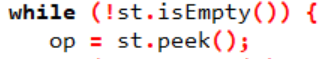 while (!st.isEmpty()) {
op = st.peek();